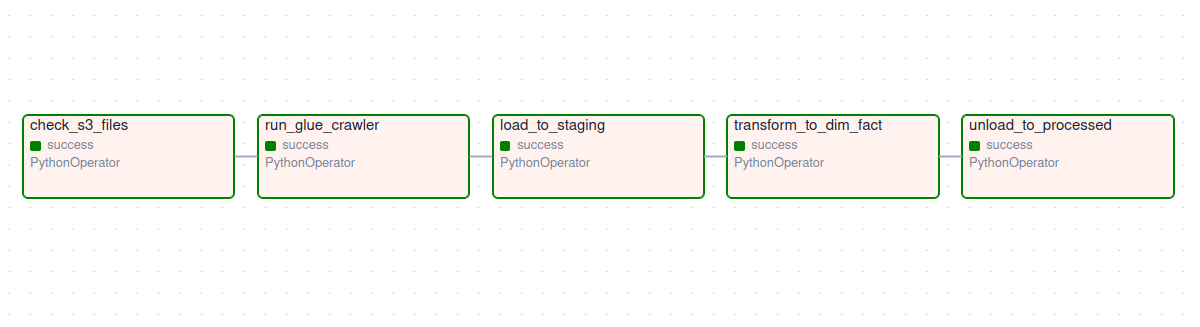 check_s3_files
success
PythonOperator
run_glue_crawler
success
PythonOperator
load_to_staging
success
PythonOperator
transform_to_dim_fact
success
PythonOperator
unload_to_processed
success
PythonOperator